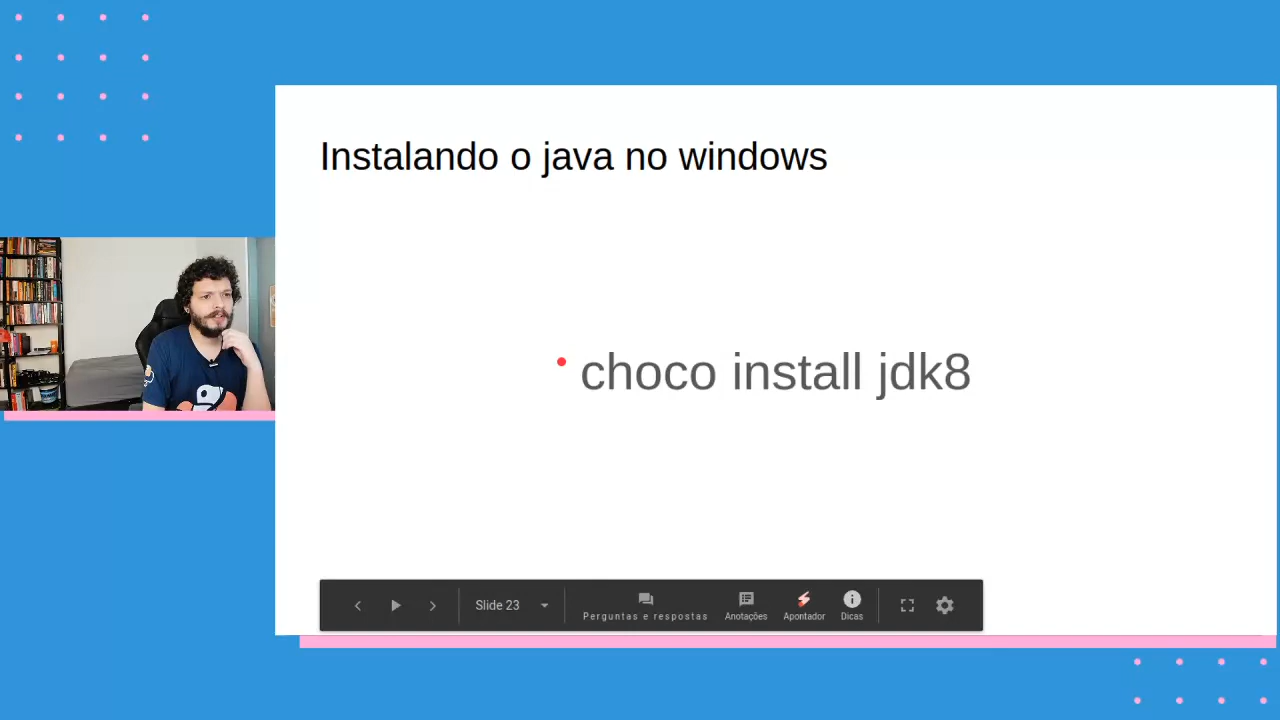 Instalando o java no windows
choco install jdk8
Slide 23
Perguntas e respostas
Anotações
Apontador
Dicas